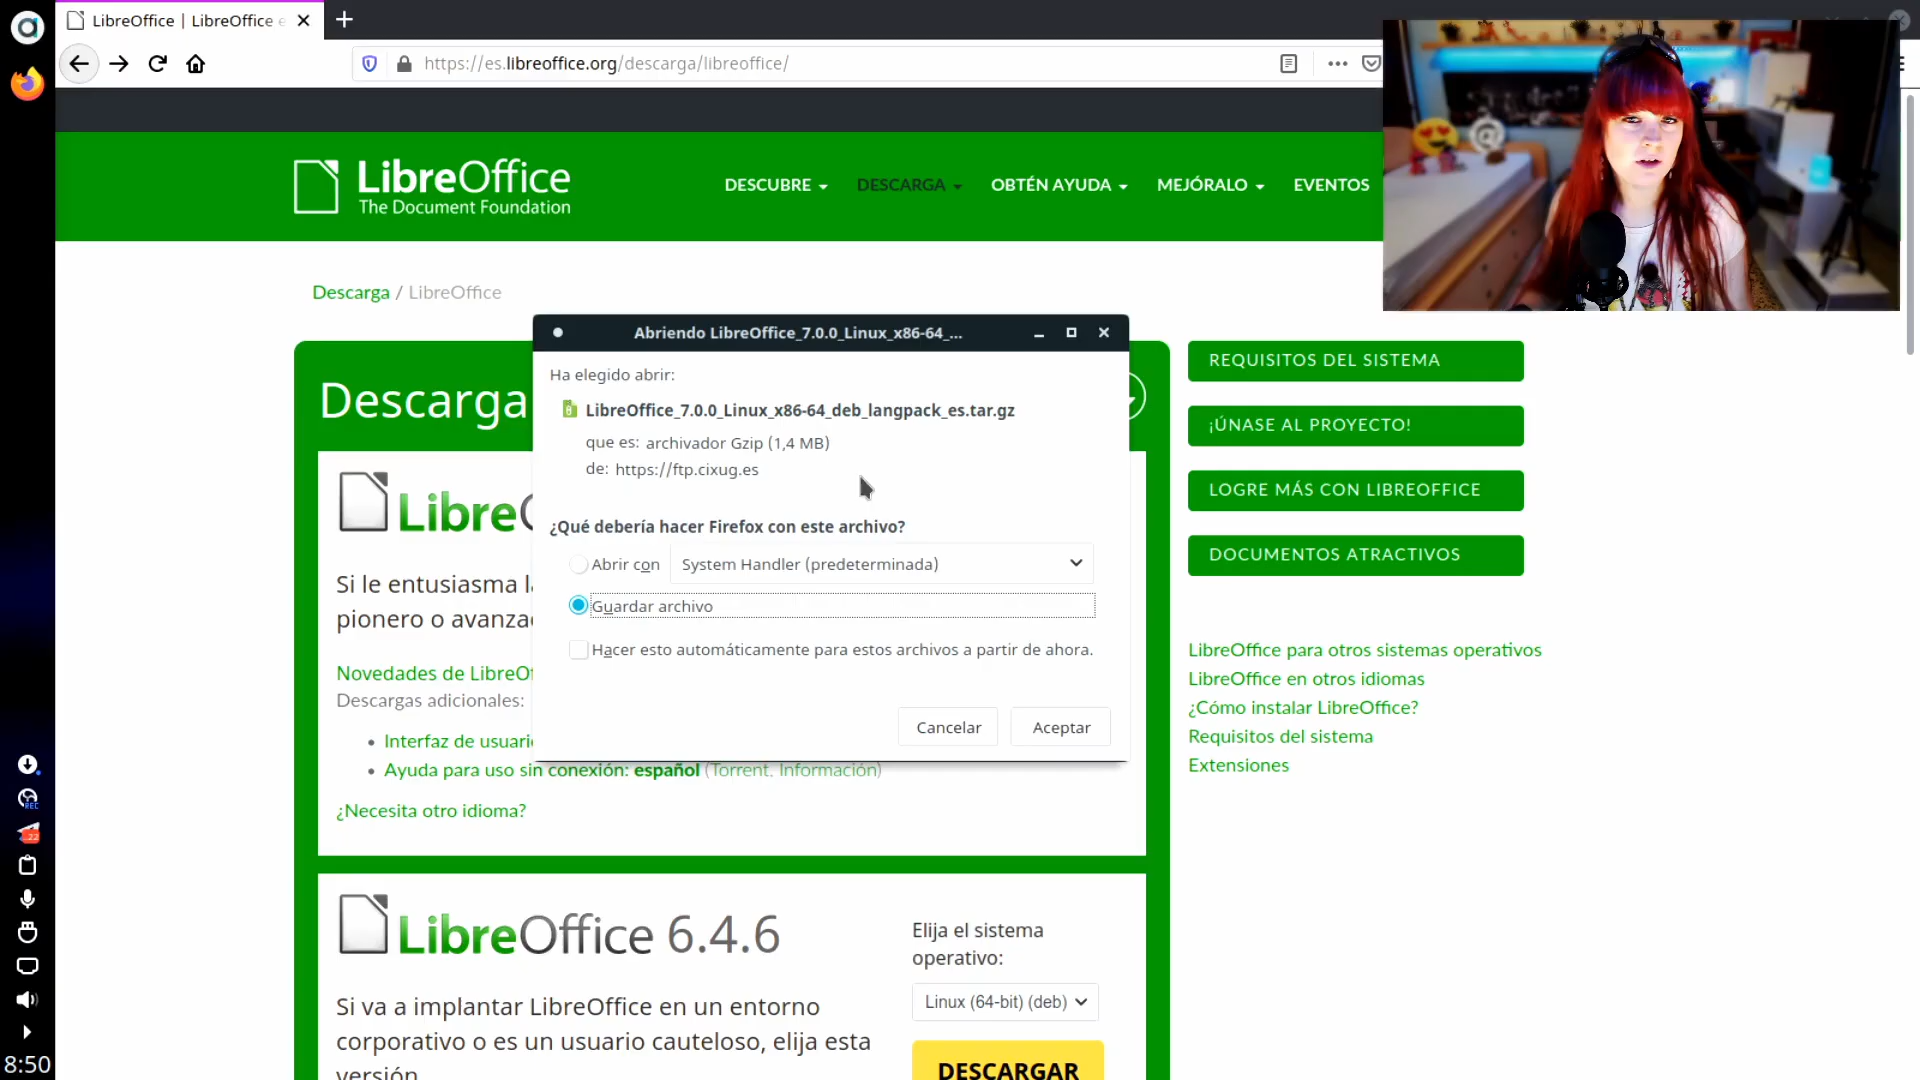 LibreOffice | LibreOffice e
https://es.libreoffice.org/descarga/libreoffice/
LibreOffice
The Document Foundation
DESCUBRE
DESCARGA
OBTÉN AYUDA
MEJÓRALO
EVENTOS
Descarga / LibreOffice
Descarga
Abriendo LibreOffice_7.0.0_Linux_x86-64_...
Ha elegido abrir:
LibreOffice_7.0.0_Linux_x86-64_deb_langpack_es.tar.gz
que es: archivador Gzip (1,4 MB)
de: https://ftp.cixug.es
¿Qué debería hacer Firefox con este archivo?
Abrir con
System Handler (predeterminada)
Guardar archivo
Hacer esto automáticamente para estos archivos a partir de ahora.
Cancelar
Aceptar
Libre
Si le entusiasma l
pionero o avanza
Novedades de LibreO
Descargas adicionales:
Interfaz de usuari
Ayuda para uso sin conexión: español (Torrent, Información)
¿Necesita otro idioma?
LibreOffice 6.4.6
Si va a implantar LibreOffice en un entorno
corporativo o es un usuario cauteloso, elija esta
versión
Elija el sistema
operativo:
Linux (64-bit) (deb)
DESCARGAR
REQUISITOS DEL SISTEMA
¡ÚNASE AL PROYECTO!
LOGRE MÁS CON LIBREOFFICE
DOCUMENTOS ATRACTIVOS
LibreOffice para otros sistemas operativos
LibreOffice en otros idiomas
¿Cómo instalar LibreOffice?
Requisitos del sistema
Extensiones
REC
22
8:50